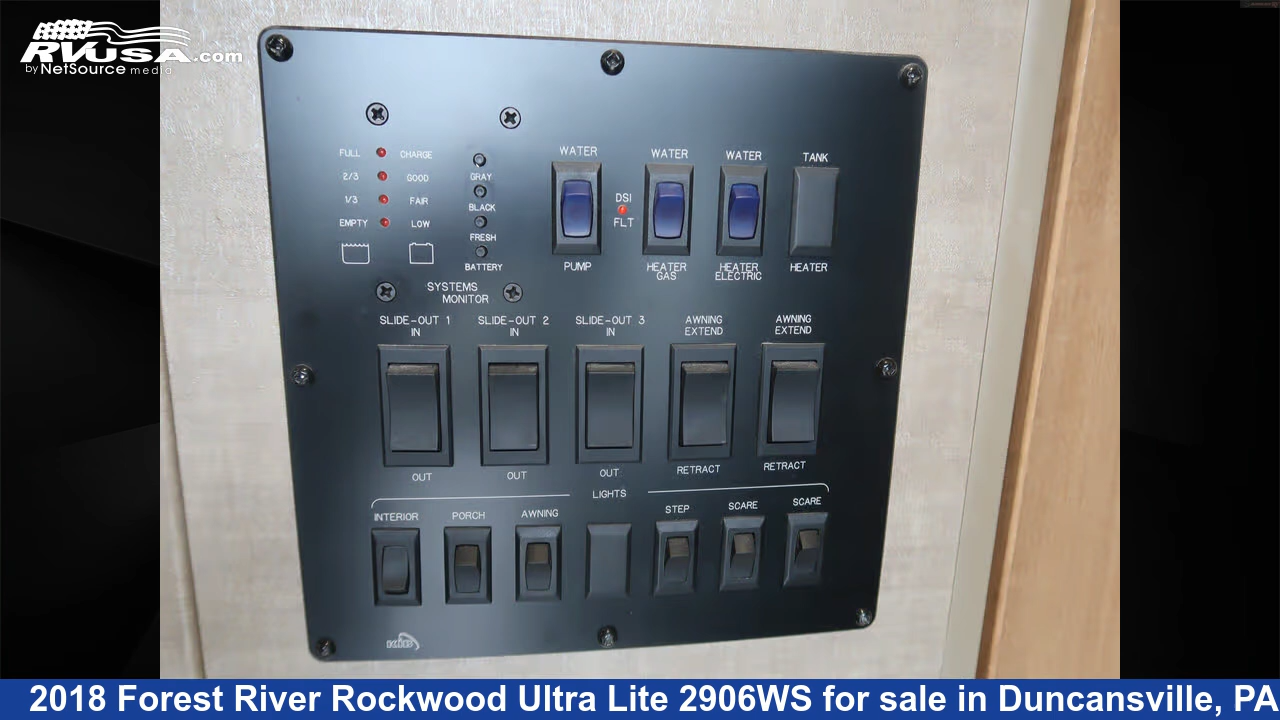 RVUSA.com
by NetSource media
WATER
WATER
WATER
TANK
FULL
CHARGE
2/3
GOOD
1/3
FAIR
EMPTY
LOW
GRAY
BLACK
FRESH
BATTERY
DSI
FLT
PUMP
HEATER
GAS
HEATER
ELECTRIC
HEATER
SYSTEMS
MONITOR
SLIDE-OUT 1
IN
SLIDE-OUT 2
IN
SLIDE-OUT 3
IN
AWNING
EXTEND
AWNING
EXTEND
OUT
OUT
OUT
RETRACT
RETRACT
LIGHTS
INTERIOR
PORCH
AWNING
STEP
SCARE
SCARE
KIB
2018 Forest River Rockwood Ultra Lite 2906WS for sale in Duncansville, PA